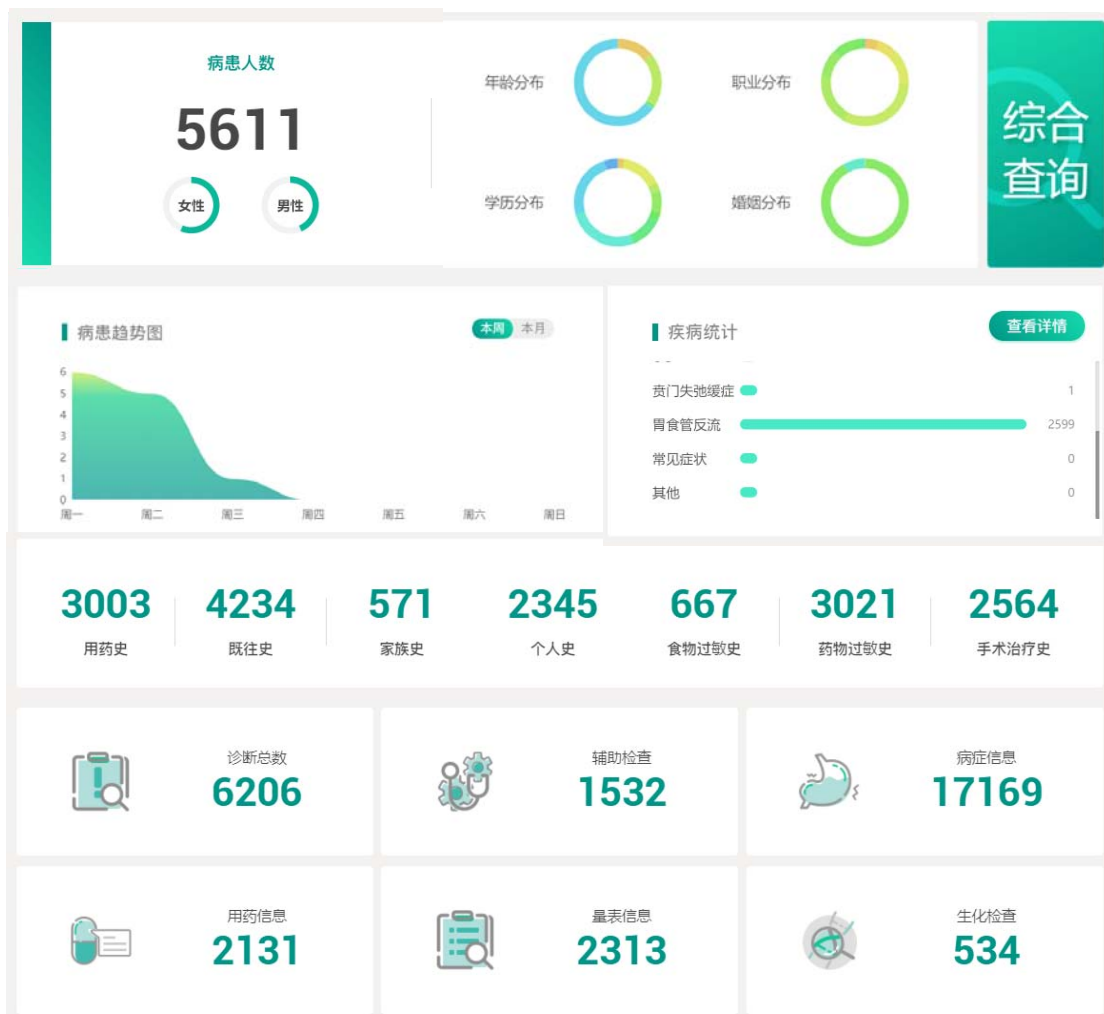 病患人数
5611
女性
男性
年龄分布
职业分布
学历分布
婚姻分布
综合
查询
病患趋势图
本周 本月
6
5
4
3
2
1
0
周一 周二 周三 周四 周五 周六 周日
疾病统计
查看详情
贲门失弛缓症 1
胃食管反流 2599
常见症状 0
其他 0
3003 4234 571 2345 667 3021 2564
用药史 既往史 家族史 个人史 食物过敏史 药物过敏史 手术治疗史
诊断总数
6206
辅助检查
1532
病症信息
17169
用药信息
2131
量表信息
2313
生化检查
534